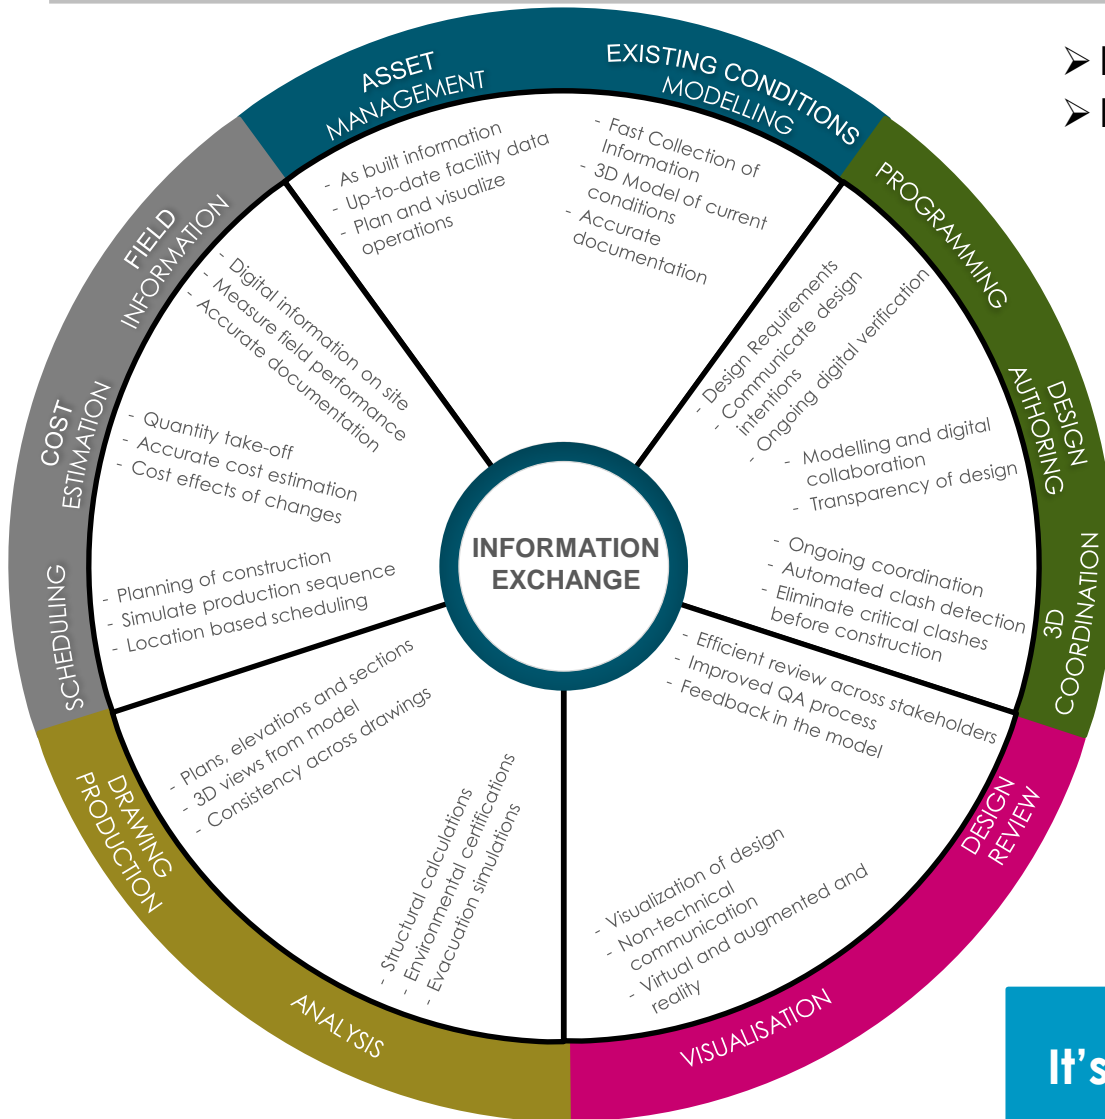 ASSET
MANAGEMENT
- As built information
- Up-to-date facility data
- Plan and visualize
operations
EXISTING CONDITIONS
MODELLING
- Fast Collection of
Information
- 3D Model of current
conditions
- Accurate
documentation
PROGRAMMING
- Design Requirements
- Communicate design
intentions
- Ongoing digital verification
DESIGN
AUTHORING
- Modelling and digital
collaboration
- Transparency of design
3D
COORDINATION
- Ongoing coordination
- Automated clash detection
- Eliminate critical clashes
before construction
DESIGN
REVIEW
- Efficient review across stakeholders
- Improved QA process
- Feedback in the model
VISUALISATION
- Visualization of design
- Non-technical
communication
- Virtual and augmented and
reality
ANALYSIS
- Structural calculations
- Environmental certifications
- Evacuation simulations
DRAWING
PRODUCTION
- Plans, elevations and sections
- 3D views from model
- Consistency across drawings
SCHEDULING
- Planning of construction
- Simulate production sequence
- Location based scheduling
COST
ESTIMATION
- Quantity take-off
- Accurate cost estimation
- Cost effects of changes
FIELD
INFORMATION
- Digital information on site
- Measure field performance
- Accurate documentation
INFORMATION
EXCHANGE
It's